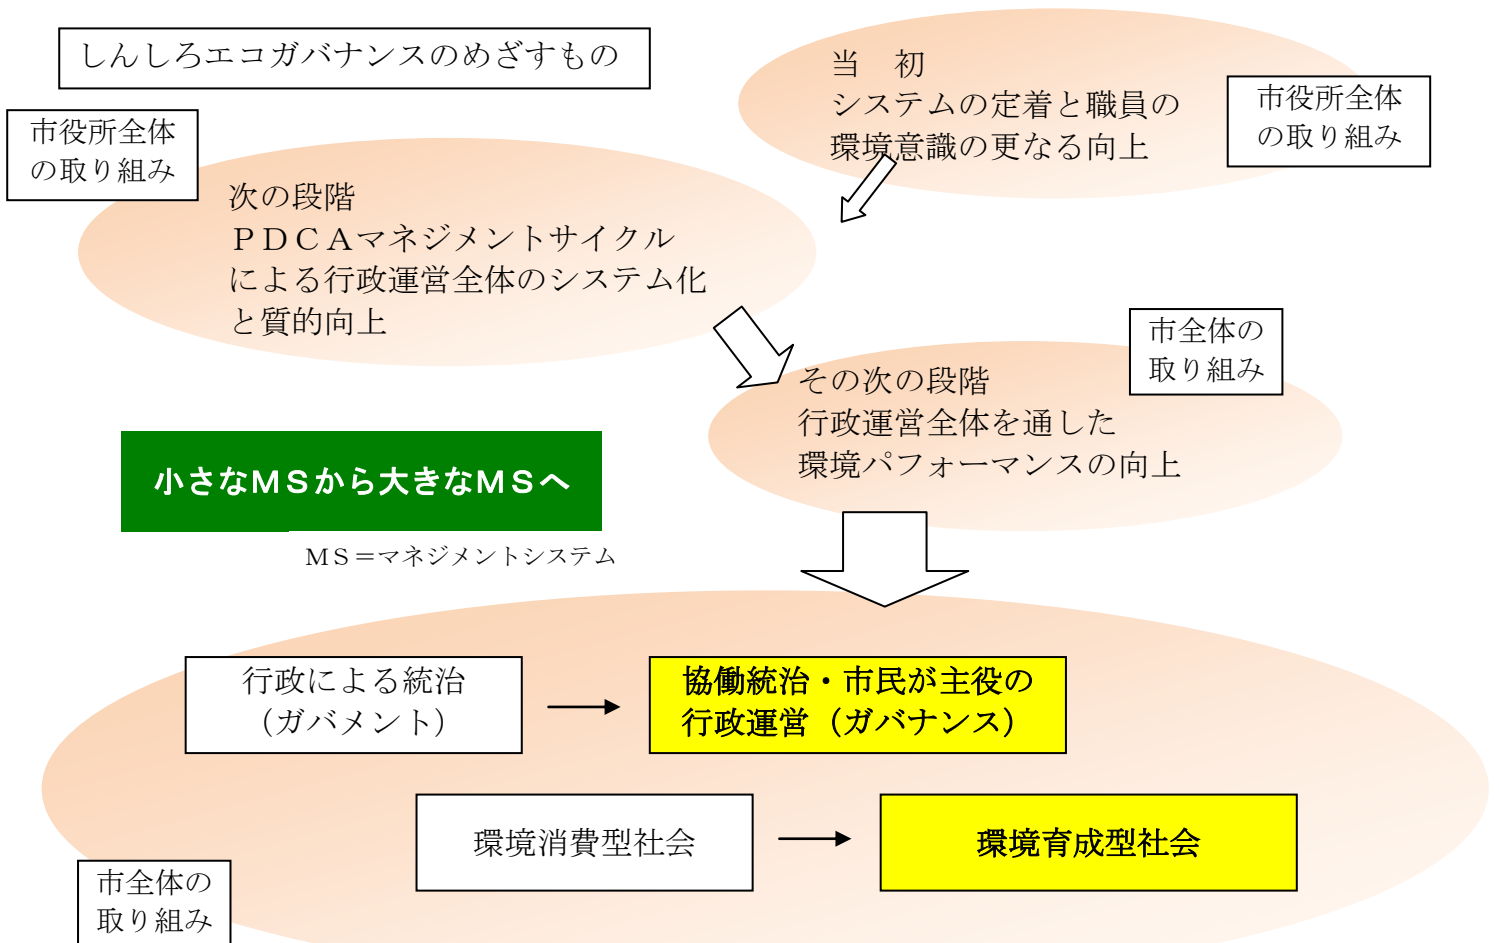 しんしろエコガバナンスのめざすもの
当　初
システムの定着と職員の
環境意識の更なる向上
市役所全体
の取り組み
市役所全体
の取り組み
次の段階
ＰＤＣＡマネジメントサイクル
による行政運営全体のシステム化
と質的向上
市全体の
取り組み
その次の段階
行政運営全体を通した
環境パフォーマンスの向上
小さなＭＳから大きなＭＳへ
ＭＳ＝マネジメントシステム
行政による統治
（ガバメント）
協働統治・市民が主役の
行政運営（ガバナンス）
環境消費型社会
環境育成型社会
市全体の
取り組み